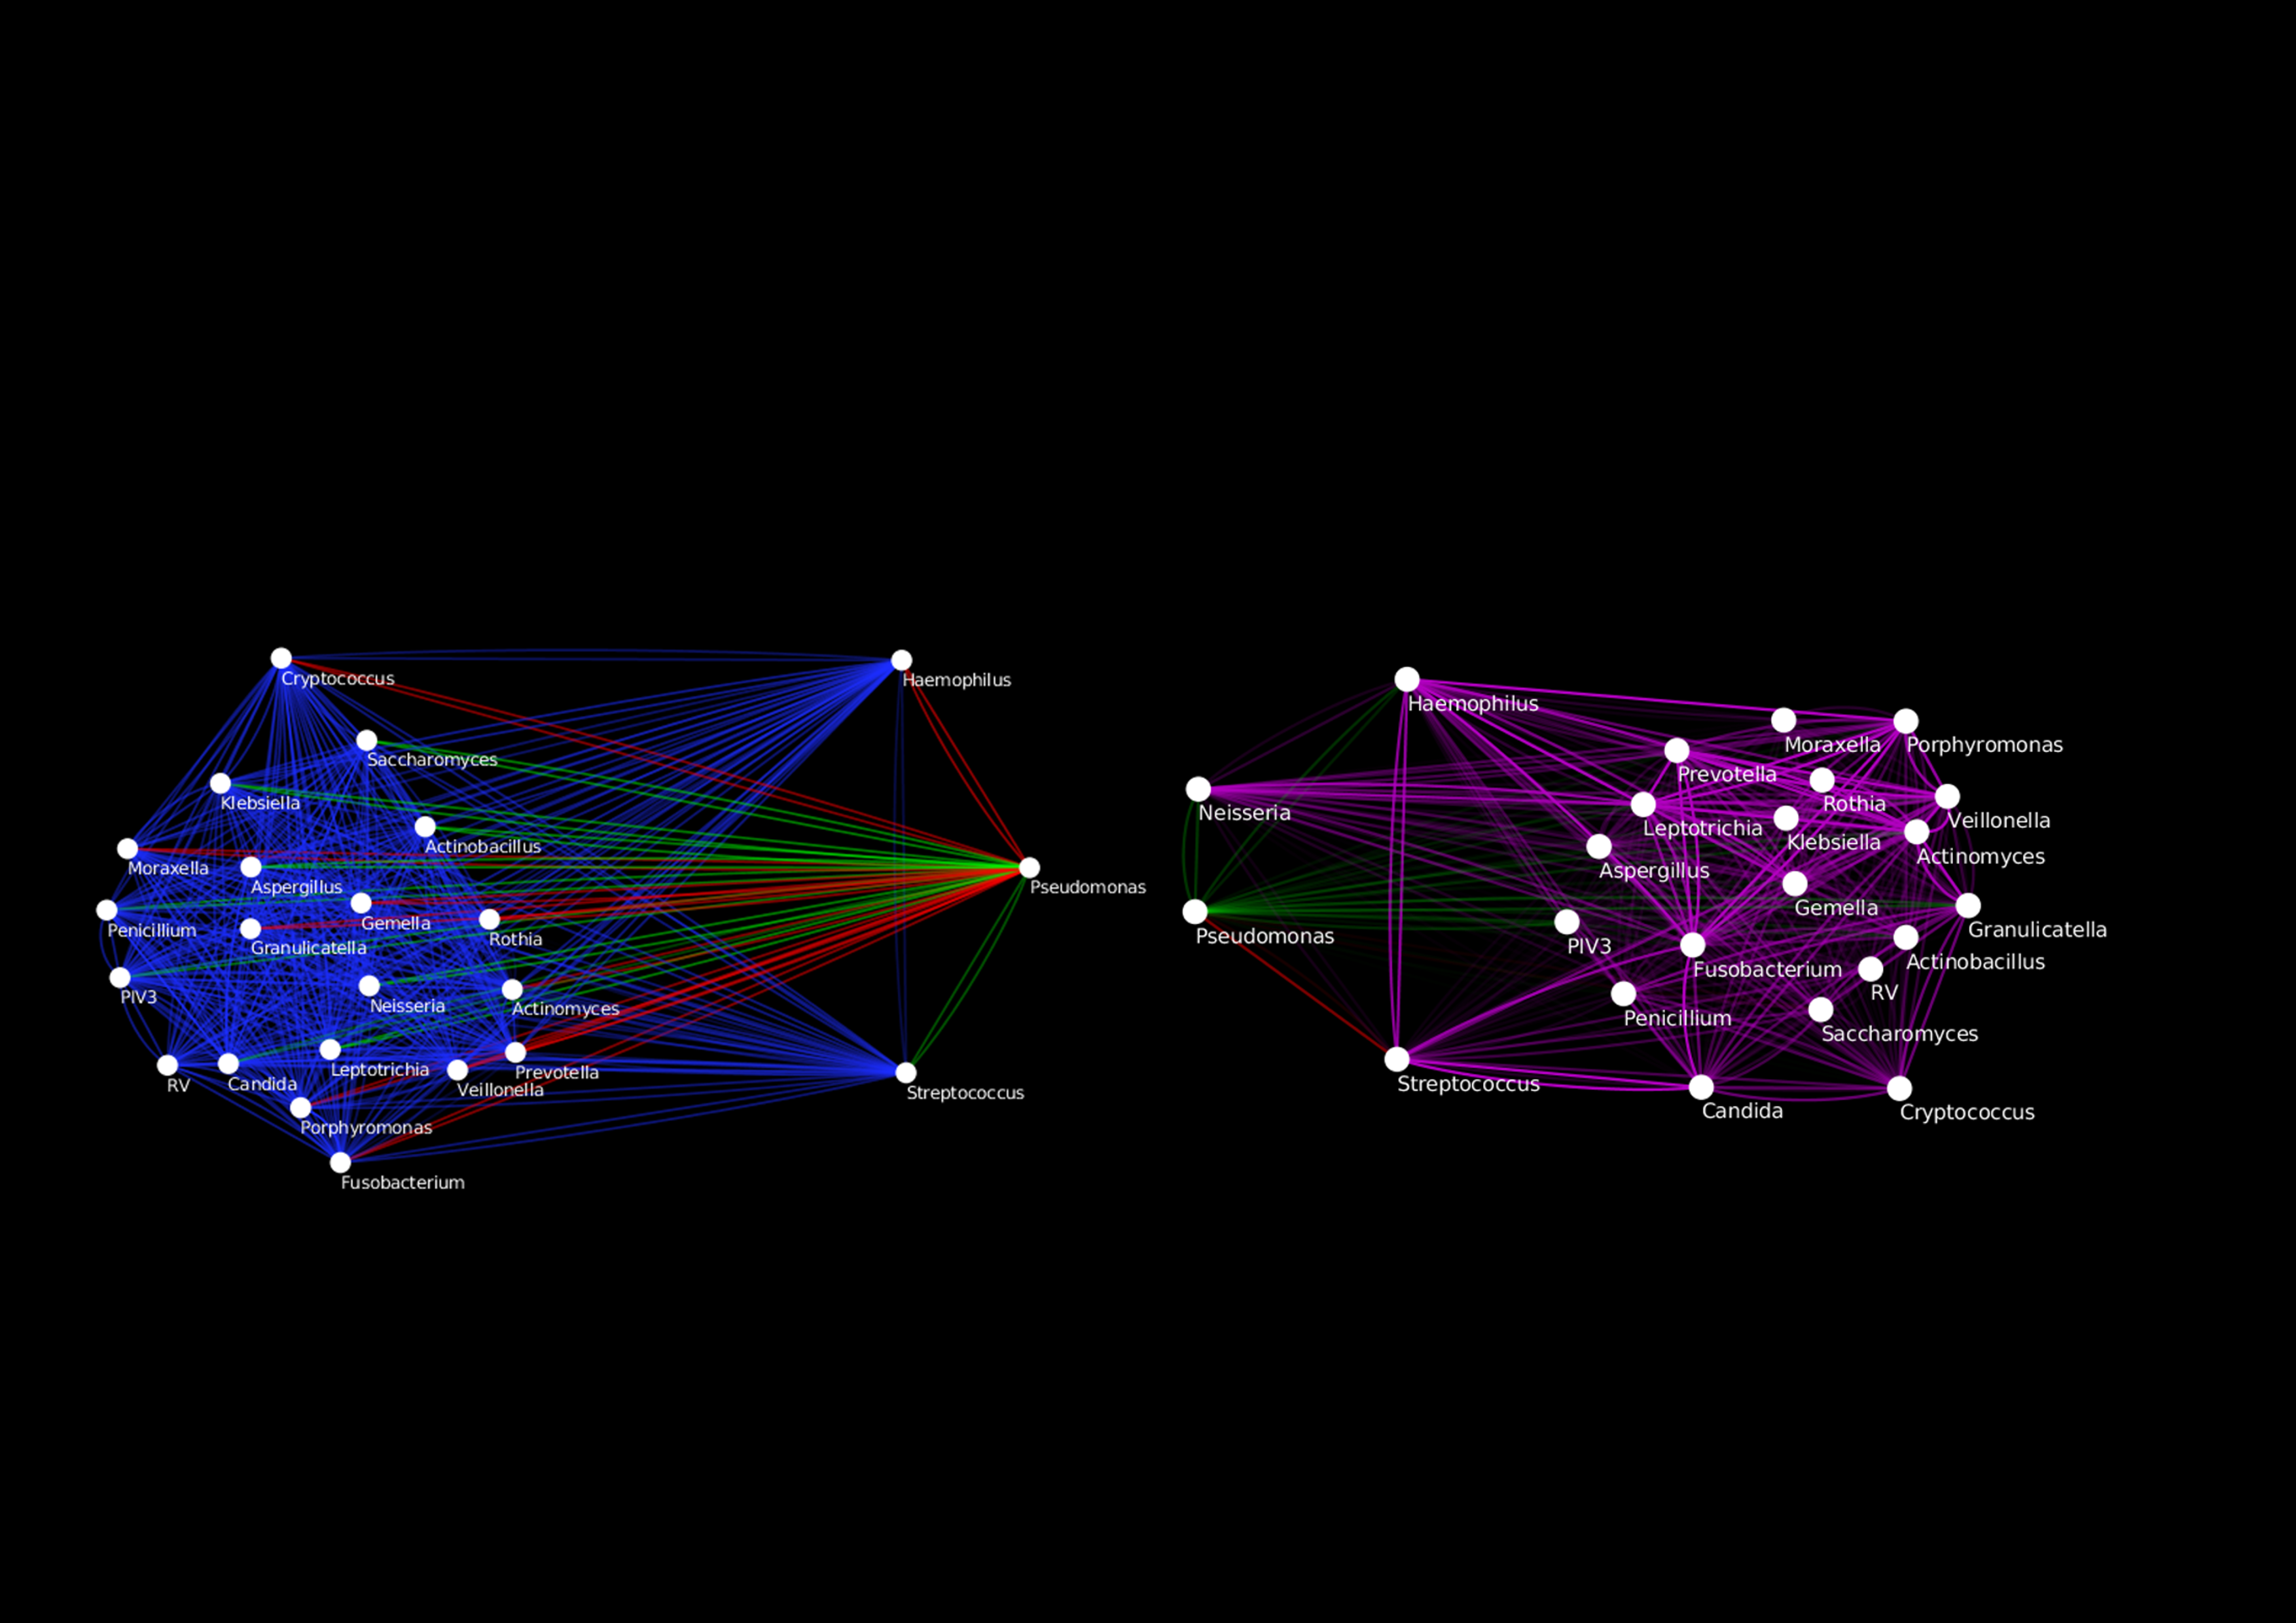 Cryptococcus
Haemophilus
Saccharomyces
Klebsiella
Actinobacillus
Moraxella
Aspergillus
Pseudomonas
Penicillium
Gemella
Granulicatella
Rothia
PIV3
Neisseria
Actinomyces
RV
Candida
Leptotrichia
Veillonella
Prevotella
Streptococcus
Porphyromonas
Fusobacterium
Haemophilus
Moraxella
Porphyromonas
Prevotella
Rothia
Neisseria
Leptotrichia
Klebsiella
Veillonella
Actinomyces
Aspergillus
Gemella
Granulicatella
Pseudomonas
PIV3
Fusobacterium
Actinobacillus
RV
Penicillium
Saccharomyces
Streptococcus
Candida
Cryptococcus